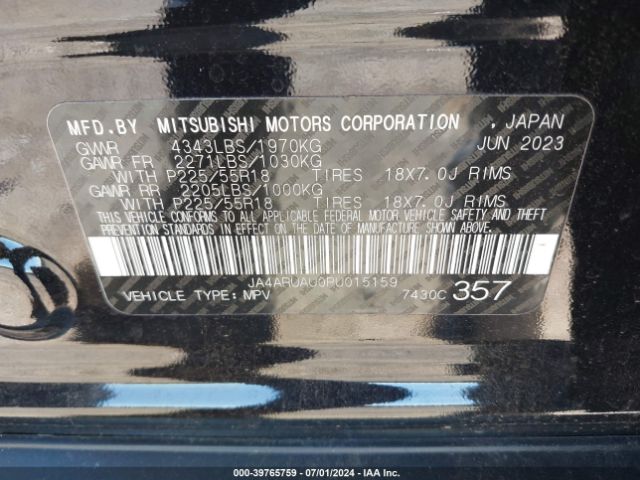 MFD.BY MITSUBISHI MOTORS CORPORATION , JAPAN
GVWR 4343LBS/1970KG JUN 2023
GAWR FR 2271LBS/1030KG
WITH P225/55R18 TIRES 18X7.0J RIMS
GAWR RR 2205LBS/1000KG
WITH P225/55R18 TIRES 18X7.0J RIMS
THIS VEHICLE CONFORMS TO ALL APPLICABLE FEDERAL MOTOR VEHICLE SAFETY AND THEFT
PREVENTION STANDARDS IN EFFECT ON THE DATE OF MANUFACTURE SHOWN ABOVE.
JA4ARUAU0PU015159
VEHICLE TYPE: MPV 7430C 357
000-39765759 | 07/01/2024 | IAA Inc.